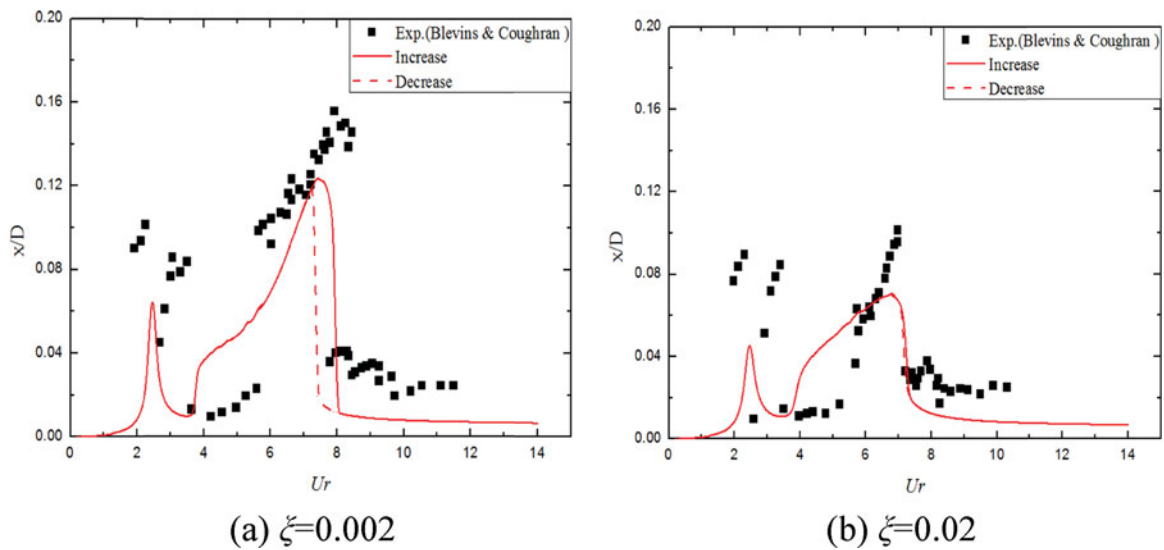 0.20
0.16
0.12
0.08
0.04
0.00
x/D
0 2 4 6 8 10 12 14
Ur
Exp.(Blevins & Coughran )
Increase
Decrease
(a) ξ=0.002
0.20
0.16
0.12
0.08
0.04
0.00
x/D
0 2 4 6 8 10 12 14
Ur
Exp.(Blevins & Coughran )
Increase
Decrease
(b) ξ=0.02